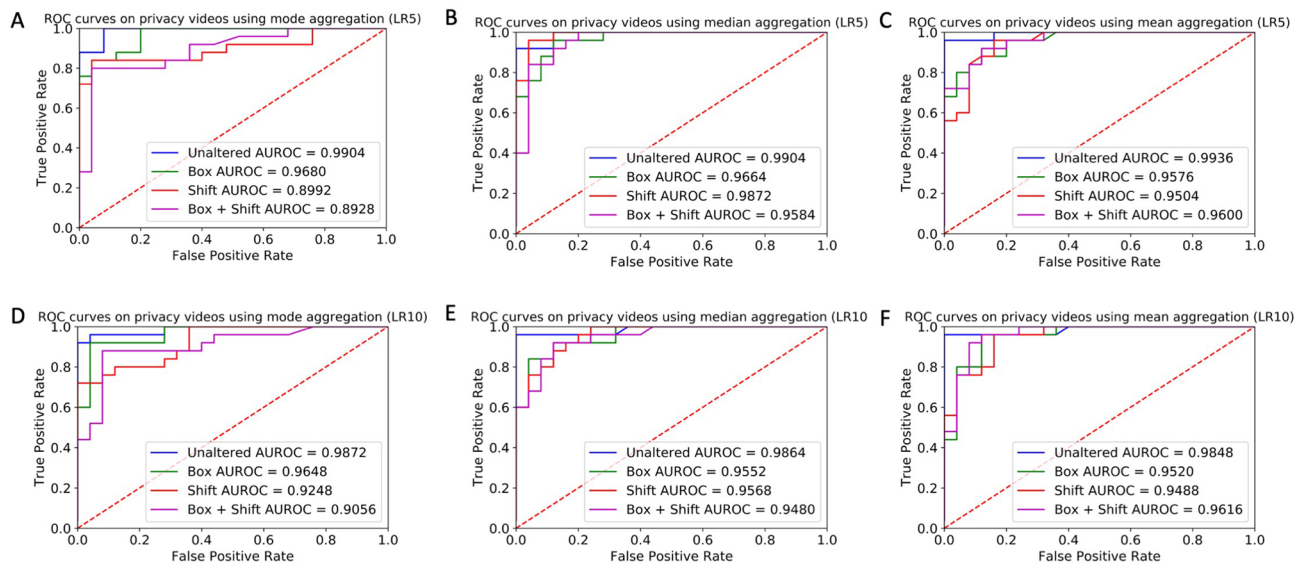 A
ROC curves on privacy videos using mode aggregation (LR5)
1.0
0.8
0.6
0.4
0.2
0.0
True Positive Rate
Unaltered AUROC = 0.9904
Box AUROC = 0.9680
Shift AUROC = 0.8992
Box + Shift AUROC = 0.8928
0.0 0.2 0.4 0.6 0.8 1.0
False Positive Rate
B
ROC curves on privacy videos using median aggregation (LR5)
1.0
0.8
0.6
0.4
0.2
0.0
True Positive Rate
Unaltered AUROC = 0.9904
Box AUROC = 0.9664
Shift AUROC = 0.9872
Box + Shift AUROC = 0.9584
0.0 0.2 0.4 0.6 0.8 1.0
False Positive Rate
C
ROC curves on privacy videos using mean aggregation (LR5)
1.0
0.8
0.6
0.4
0.2
0.0
True Positive Rate
Unaltered AUROC = 0.9936
Box AUROC = 0.9576
Shift AUROC = 0.9504
Box + Shift AUROC = 0.9600
0.0 0.2 0.4 0.6 0.8 1.0
False Positive Rate
D
ROC curves on privacy videos using mode aggregation (LR10)
1.0
0.8
0.6
0.4
0.2
0.0
True Positive Rate
Unaltered AUROC = 0.9872
Box AUROC = 0.9648
Shift AUROC = 0.9248
Box + Shift AUROC = 0.9056
0.0 0.2 0.4 0.6 0.8 1.0
False Positive Rate
E
ROC curves on privacy videos using median aggregation (LR10
1.0
0.8
0.6
0.4
0.2
0.0
True Positive Rate
Unaltered AUROC = 0.9864
Box AUROC = 0.9552
Shift AUROC = 0.9568
Box + Shift AUROC = 0.9480
0.0 0.2 0.4 0.6 0.8 1.0
False Positive Rate
F
ROC curves on privacy videos using mean aggregation (LR10)
1.0
0.8
0.6
0.4
0.2
0.0
True Positive Rate
Unaltered AUROC = 0.9848
Box AUROC = 0.9520
Shift AUROC = 0.9488
Box + Shift AUROC = 0.9616
0.0 0.2 0.4 0.6 0.8 1.0
False Positive Rate